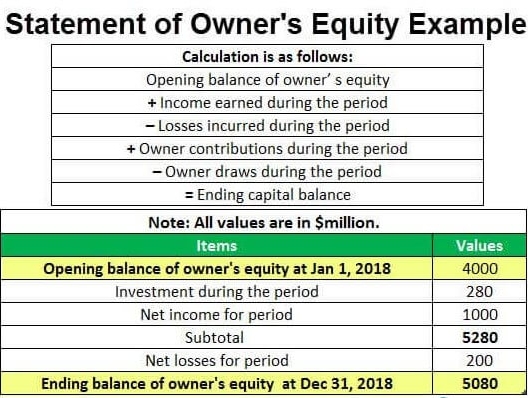 Statement of Owner's Equity Example
Calculation is as follows:
Opening balance of owner' s equity
+ Income earned during the period
– Losses incurred during the period
+ Owner contributions during the period
– Owner draws during the period
= Ending capital balance
Note: All values are in $million.
Items Values
Opening balance of owner's equity at Jan 1, 2018 4000
Investment during the period 280
Net income for period 1000
Subtotal 5280
Net losses for period 200
Ending balance of owner's equity at Dec 31, 2018 5080